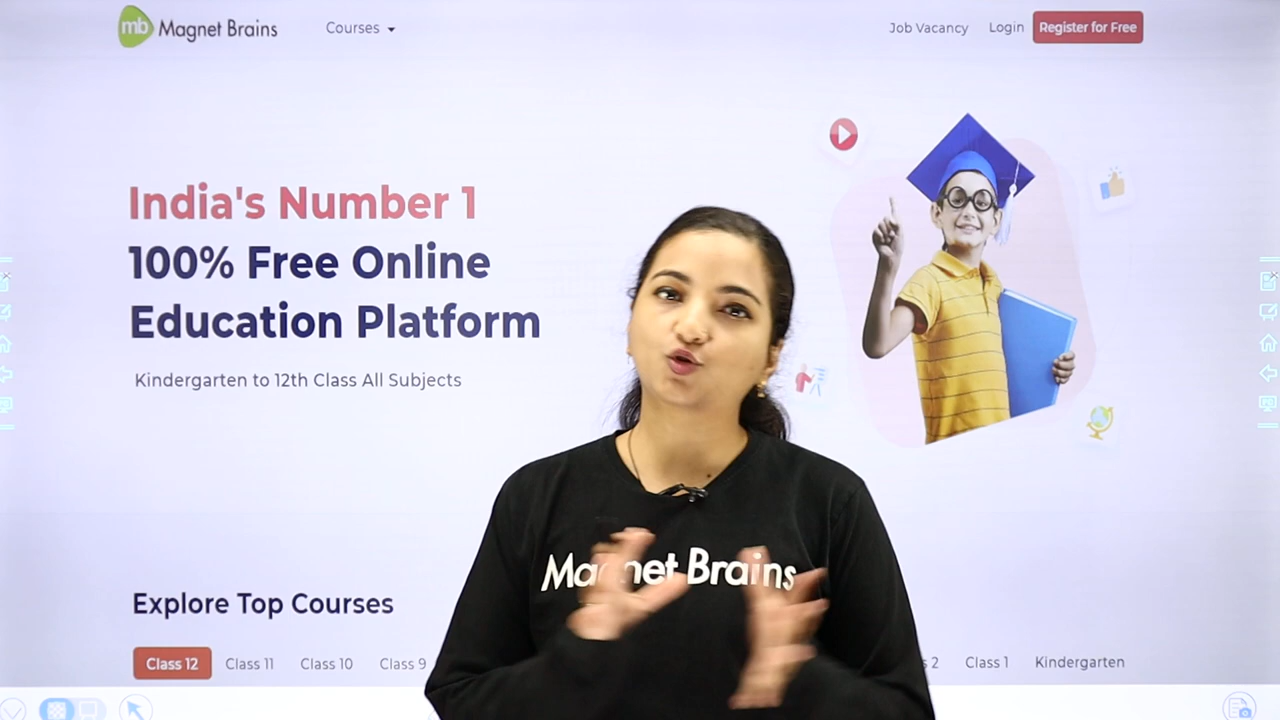 mb Magnet Brains
Courses
Job Vacancy
Login
Register for Free
India's Number 1
100% Free Online
Education Platform
Kindergarten to 12th Class All Subjects
Magnet Brains
Explore Top Courses
Class 12
Class 11
Class 10
Class 9
2
Class 1
Kindergarten